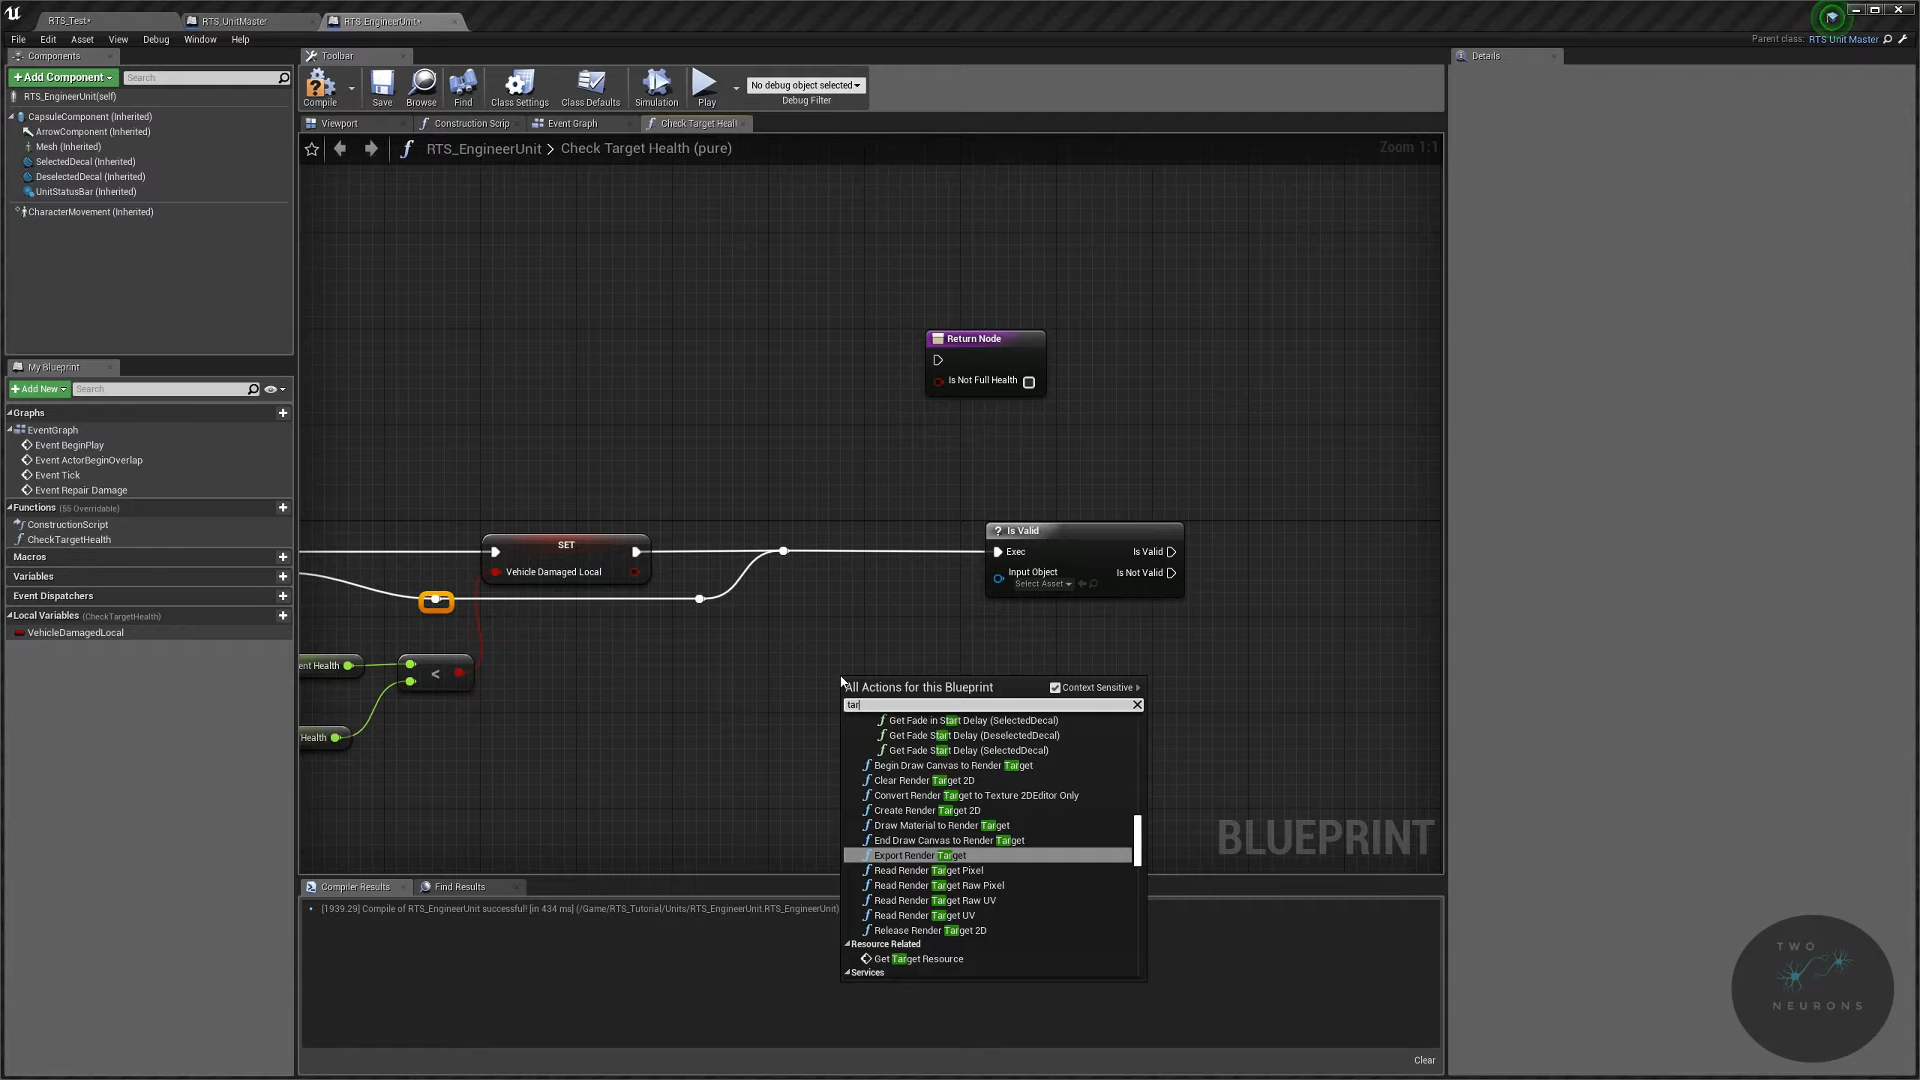 RTS_Test*
RTS_UnitMaster
RTS_EngineerUnit*
File
Edit
Asset
View
Debug
Window
Help
Parent class: RTS Unit Master
Components
Toolbar
Details
+Add Component
Search
RTS_EngineerUnit(self)
CapsuleComponent (Inherited)
ArrowComponent (Inherited)
Mesh (Inherited)
SelectedDecal (Inherited)
DeselectedDecal (Inherited)
UnitStatusBar (Inherited)
CharacterMovement (Inherited)
Compile
Save
Browse
Find
Class Settings
Class Defaults
Simulation
Play
No debug object selected
Debug Filter
Viewport
Construction Scrip
Event Graph
Check Target Healt
RTS_EngineerUnit > Check Target Health (pure)
Zoom 1:1
My Blueprint
+Add New
Search
Graphs
EventGraph
Event BeginPlay
Event ActorBeginOverlap
Event Tick
Event Repair Damage
Functions (55 Overridable)
ConstructionScript
CheckTargetHealth
Macros
Variables
Event Dispatchers
Local Variables (CheckTargetHealth)
VehicleDamagedLocal
Return Node
Is Not Full Health
SET
Vehicle Damaged Local
? Is Valid
Exec
Is Valid
Input Object
Select Asset
Is Not Valid
ent Health
<
Health
All Actions for this Blueprint
Context Sensitive
tar
Get Fade in Start Delay (SelectedDecal)
Get Fade Start Delay (DeselectedDecal)
Get Fade Start Delay (SelectedDecal)
Begin Draw Canvas to Render Target
Clear Render Target 2D
Convert Render Target to Texture 2DEditor Only
Create Render Target 2D
Draw Material to Render Target
End Draw Canvas to Render Target
Export Render Target
Read Render Target Pixel
Read Render Target Raw Pixel
Read Render Target Raw UV
Read Render Target UV
Release Render Target 2D
Resource Related
Get Target Resource
Services
BLUEPRINT
Compiler Results
Find Results
[1939.29] Compile of RTS_EngineerUnit successful! [in 434 ms] (/Game/RTS_Tutorial/Units/RTS_EngineerUnit.RTS_EngineerUnit)
Clear
TWO
NEURONS